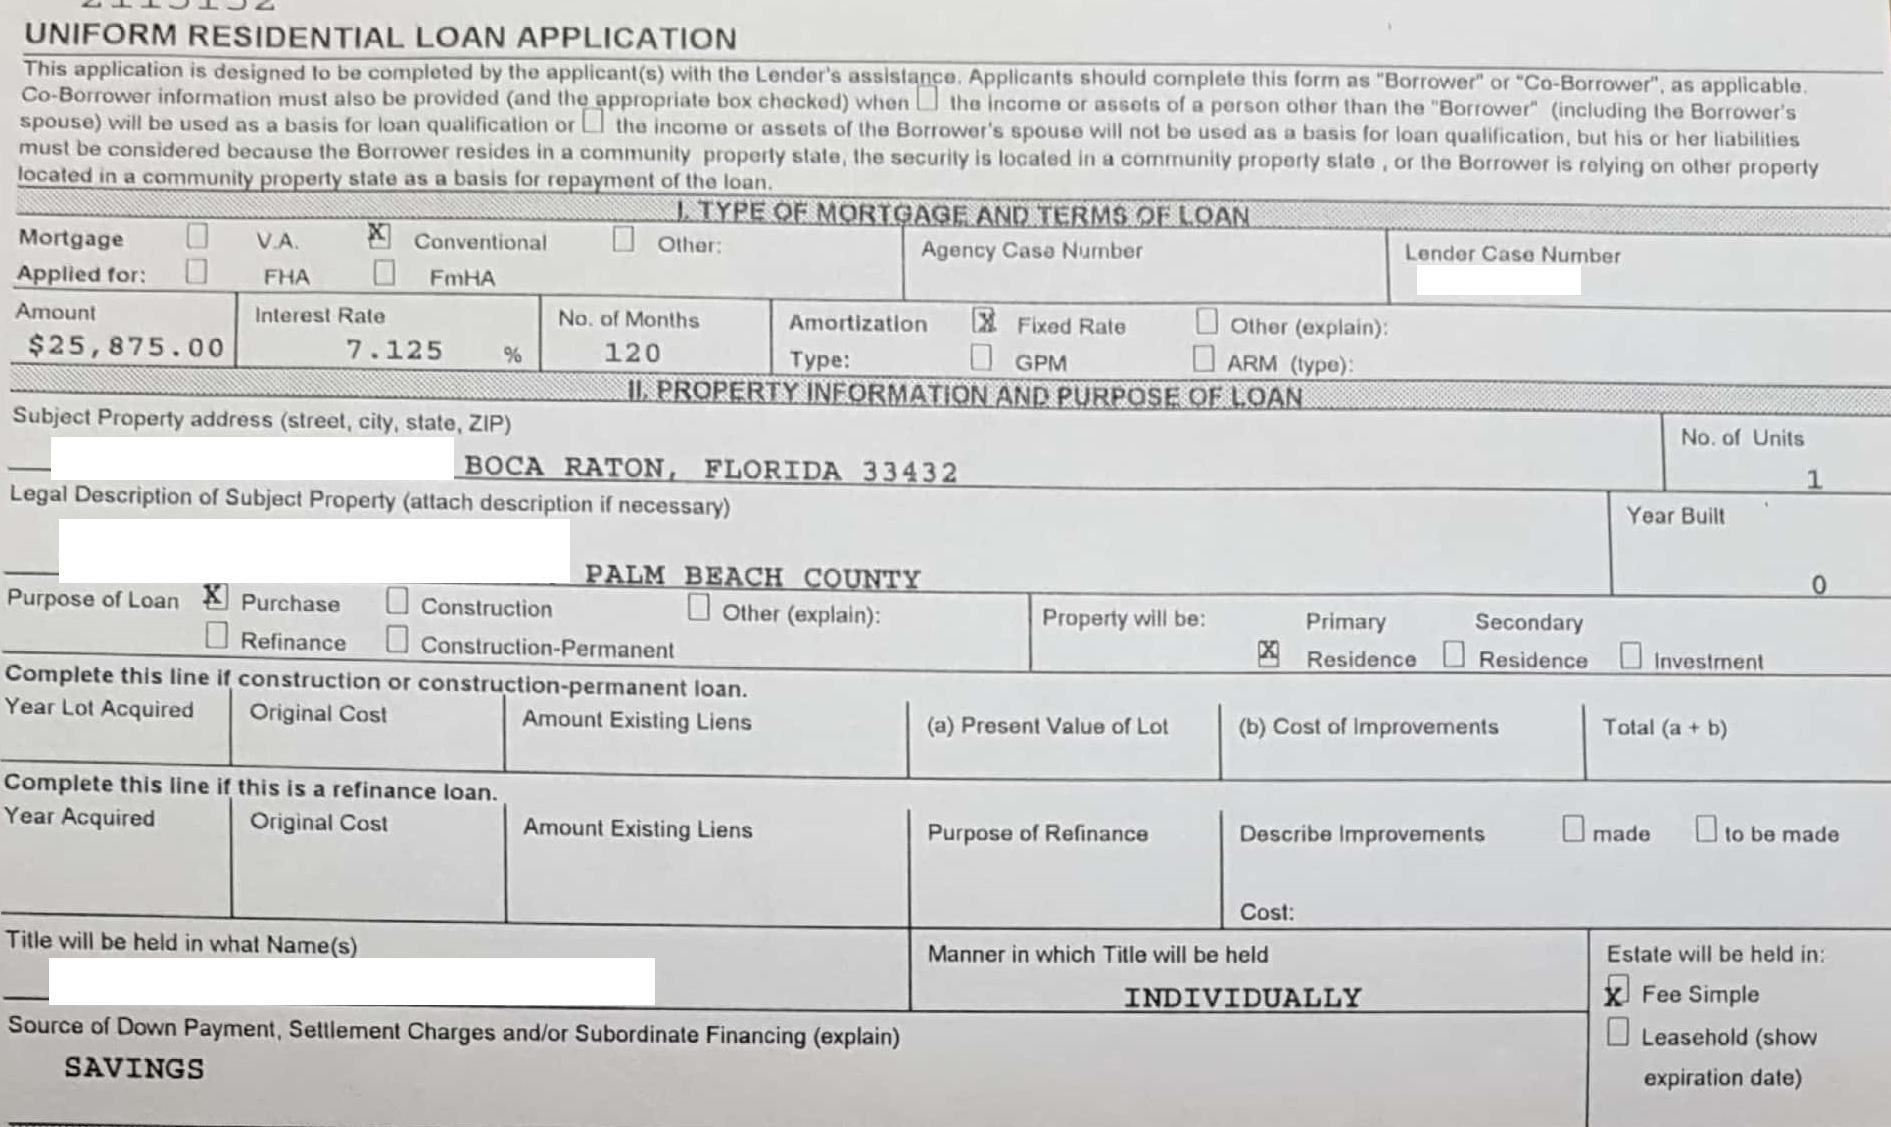 UNIFORM RESIDENTIAL LOAN APPLICATION
This application is designed to be completed by the applicant(s) with the Lender's assistance. Applicants should complete this form as "Borrower" or "Co-Borrower", as applicable.
Co-Borrower information must also be provided (and the appropriate box checked) when the income or assets of a person other than the "Borrower" (including the Borrower's
spouse) will be used as a basis for loan qualification or the income or assets of the Borrower's spouse will not be used as a basis for loan qualification, but his or her liabilities
must be considered because the Borrower resides in a community property state, the security is located in a community property state , or the Borrower is relying on other property
located in a community property state as a basis for repayment of the loan.
I. TYPE OF MORTGAGE AND TERMS OF LOAN
Mortgage V.A. X Conventional Other: Agency Case Number Lender Case Number
Applied for: FHA FmHA
Amount Interest Rate No. of Months Amortization X Fixed Rate Other (explain):
$25,875.00 7.125 % 120 Type: GPM ARM (type):
II. PROPERTY INFORMATION AND PURPOSE OF LOAN
Subject Property address (street, city, state, ZIP) No. of Units
BOCA RATON, FLORIDA 33432 1
Legal Description of Subject Property (attach description if necessary) Year Built
PALM BEACH COUNTY 0
Purpose of Loan X Purchase Construction Other (explain): Property will be: Primary Secondary
Refinance Construction-Permanent X Residence Residence Investment
Complete this line if construction or construction-permanent loan.
Year Lot Acquired Original Cost Amount Existing Liens (a) Present Value of Lot (b) Cost of Improvements Total (a + b)
Complete this line if this is a refinance loan.
Year Acquired Original Cost Amount Existing Liens Purpose of Refinance Describe Improvements made to be made
Cost:
Title will be held in what Name(s) Manner in which Title will be held Estate will be held in:
INDIVIDUALLY X Fee Simple
Source of Down Payment, Settlement Charges and/or Subordinate Financing (explain) Leasehold (show
SAVINGS expiration date)